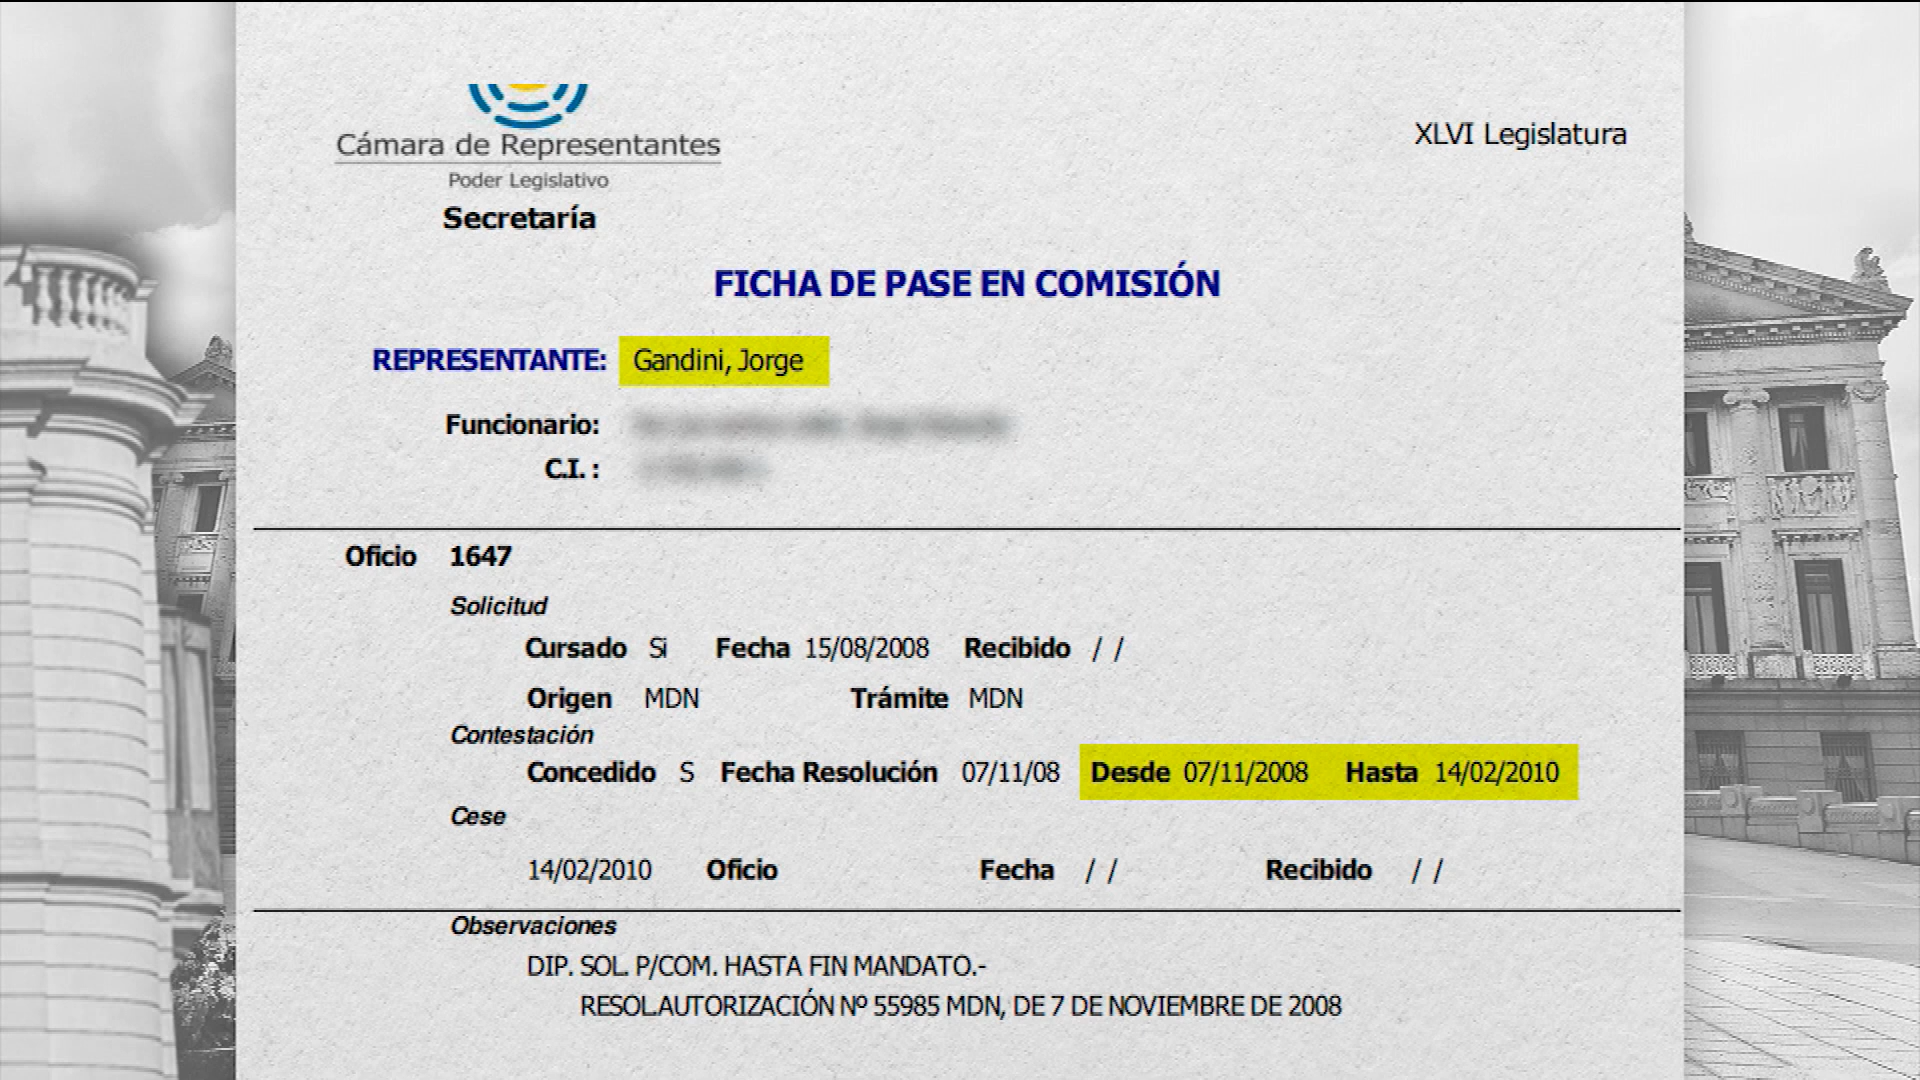 Cámara de Representantes
Poder Legislativo
Secretaría
XLVI Legislatura
FICHA DE PASE EN COMISIÓN
REPRESENTANTE: Gandini, Jorge
Funcionario:
C.I. :
Oficio 1647
Solicitud
Cursado Si Fecha 15/08/2008 Recibido / /
Origen MDN Trámite MDN
Contestación
Concedido S Fecha Resolución 07/11/08 Desde 07/11/2008 Hasta 14/02/2010
Cese
14/02/2010 Oficio Fecha / / Recibido / /
Observaciones
DIP. SOL. P/COM. HASTA FIN MANDATO.-
RESOL.AUTORIZACIÓN Nº 55985 MDN, DE 7 DE NOVIEMBRE DE 2008